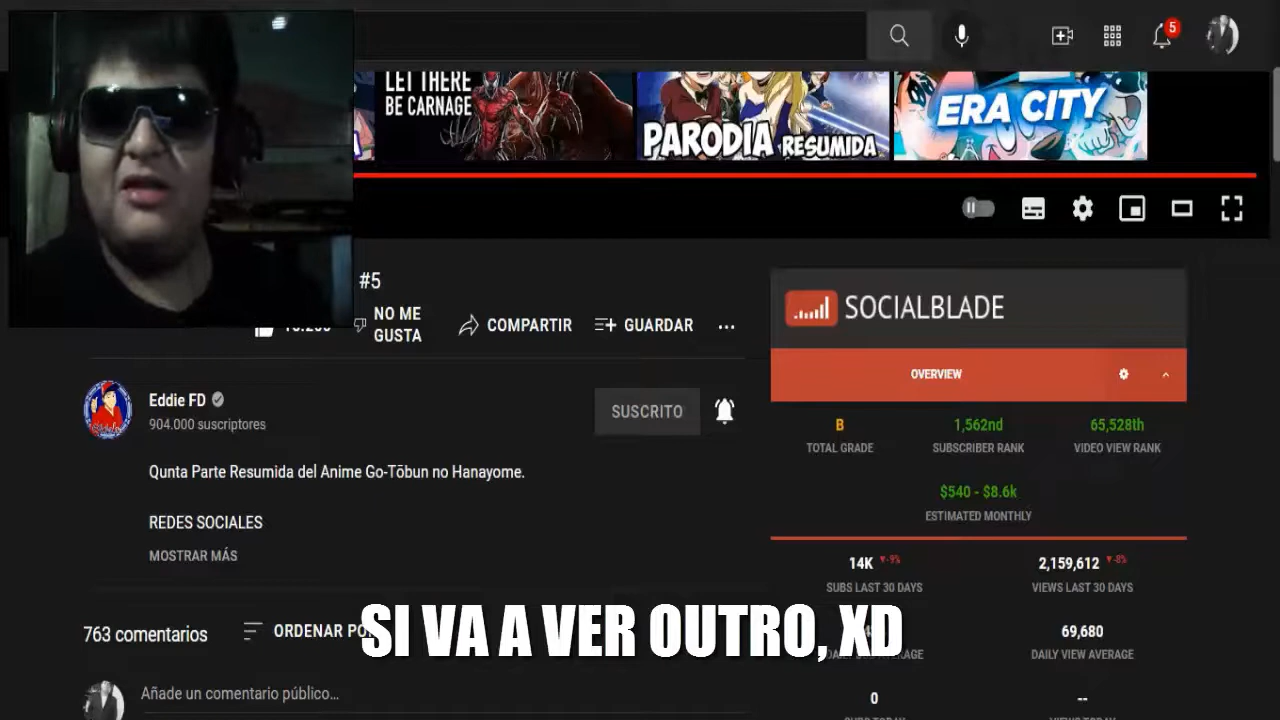 5
LET THERE
BE CARNAGE
PARODIA RESUMIDA
ERA CITY
#5
NO ME
GUSTA
COMPARTIR
GUARDAR
SOCIALBLADE
OVERVIEW
Eddie FD
904.000 suscriptores
SUSCRITO
B
TOTAL GRADE
1,562nd
SUBSCRIBER RANK
65,528th
VIDEO VIEW RANK
Qunta Parte Resumida del Anime Go-Tōbun no Hanayome.
$540 - $8.6k
ESTIMATED MONTHLY
REDES SOCIALES
MOSTRAR MÁS
14K -9%
SUBS LAST 30 DAYS
2,159,612 -8%
VIEWS LAST 30 DAYS
763 comentarios
ORDENAR PO
SI VA A VER OUTRO, XD
69,680
DAILY VIEW AVERAGE
Añade un comentario público...
0
--